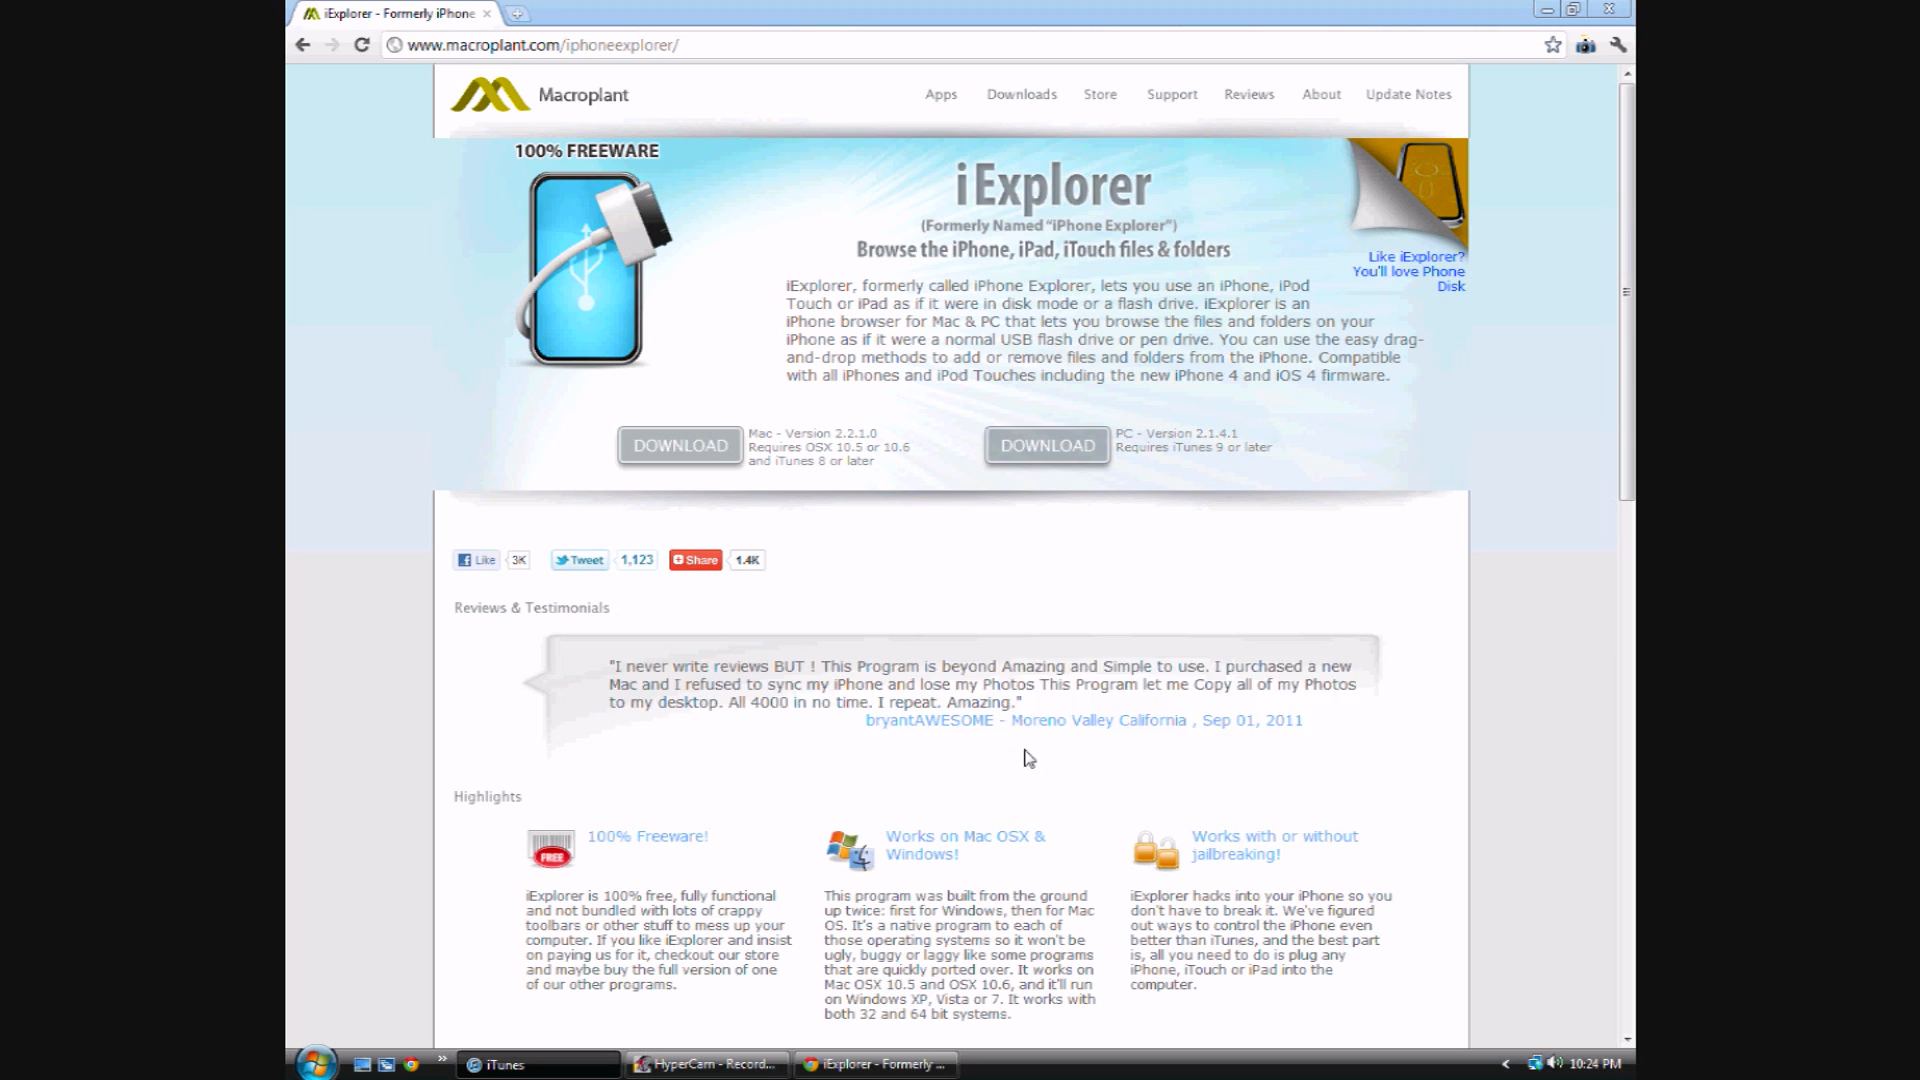 iExplorer - Formerly iPhone
www.macroplant.com/iphoneexplorer/
Macroplant
Apps Downloads Store Support Reviews About Update Notes
100% FREEWARE
iExplorer
(Formerly Named "iPhone Explorer")
Browse the iPhone, iPad, iTouch files & folders
Like iExplorer?
You'll love Phone
Disk
iExplorer, formerly called iPhone Explorer, lets you use an iPhone, iPod
Touch or iPad as if it were in disk mode or a flash drive. iExplorer is an
iPhone browser for Mac & PC that lets you browse the files and folders on your
iPhone as if it were a normal USB flash drive or pen drive. You can use the easy drag-
and-drop methods to add or remove files and folders from the iPhone. Compatible
with all iPhones and iPod Touches including the new iPhone 4 and iOS 4 firmware.
DOWNLOAD
Mac - Version 2.2.1.0
Requires OSX 10.5 or 10.6
and iTunes 8 or later
DOWNLOAD
PC - Version 2.1.4.1
Requires iTunes 9 or later
Like 3K Tweet 1,123 Share 1.4K
Reviews & Testimonials
"I never write reviews BUT ! This Program is beyond Amazing and Simple to use. I purchased a new
Mac and I refused to sync my iPhone and lose my Photos This Program let me Copy all of my Photos
to my desktop. All 4000 in no time. I repeat. Amazing."
bryantAWESOME - Moreno Valley California , Sep 01, 2011
Highlights
FREE
100% Freeware!
iExplorer is 100% free, fully functional
and not bundled with lots of crappy
toolbars or other stuff to mess up your
computer. If you like iExplorer and insist
on paying us for it, checkout our store
and maybe buy the full version of one
of our other programs.
Works on Mac OSX &
Windows!
This program was built from the ground
up twice: first for Windows, then for Mac
OS. It's a native program to each of
those operating systems so it won't be
ugly, buggy or laggy like some programs
that are quickly ported over. It works on
Mac OSX 10.5 and OSX 10.6, and it'll run
on Windows XP, Vista or 7. It works with
both 32 and 64 bit systems.
Works with or without
jailbreaking!
iExplorer hacks into your iPhone so you
don't have to break it. We've figured
out ways to control the iPhone even
better than iTunes, and the best part
is, all you need to do is plug any
iPhone, iTouch or iPad into the
computer.
iTunes
HyperCam - Record...
iExplorer - Formerly ...
10:24 PM